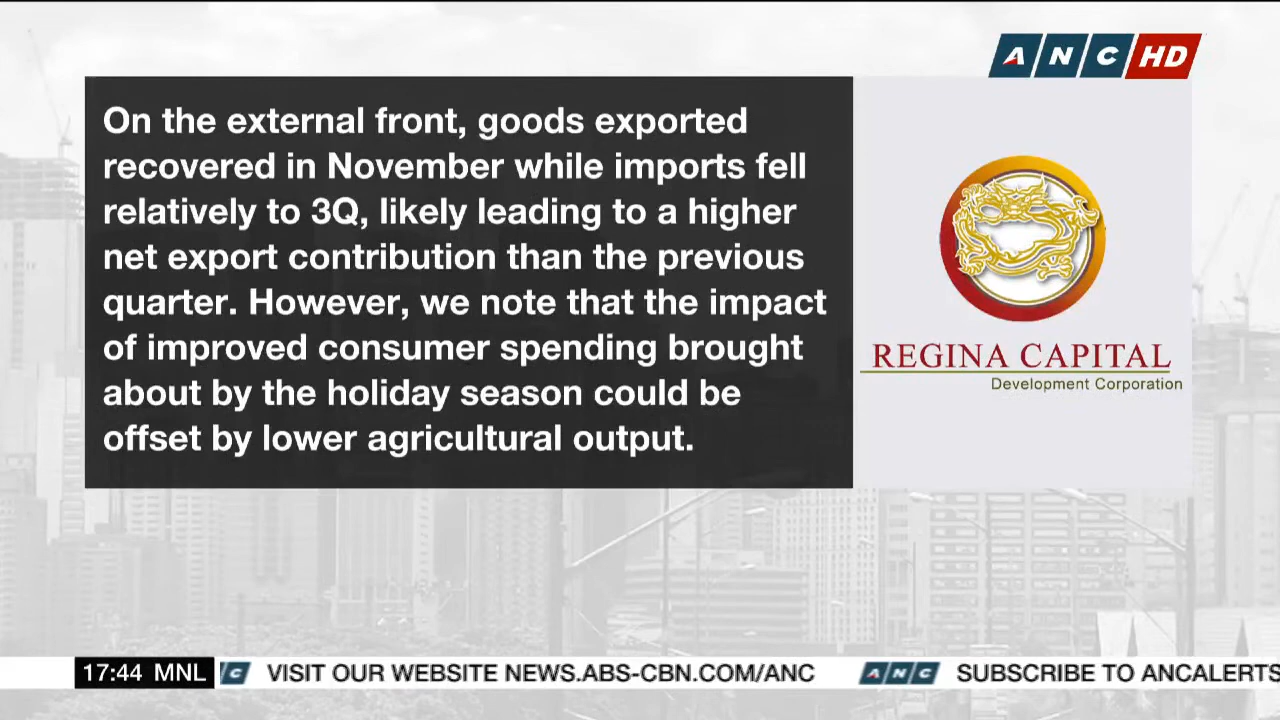 ANC HD
On the external front, goods exported
recovered in November while imports fell
relatively to 3Q, likely leading to a higher
net export contribution than the previous
quarter. However, we note that the impact
of improved consumer spending brought
about by the holiday season could be
offset by lower agricultural output.
REGINA CAPITAL
Development Corporation
17:44 MNL C VISIT OUR WEBSITE NEWS.ABS-CBN.COM/ANC ANC SUBSCRIBE TO ANCALERTS